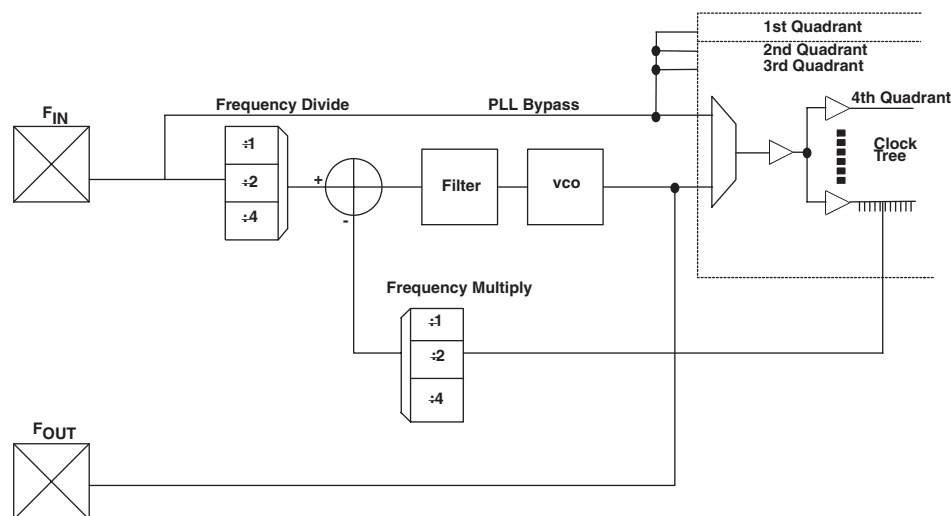 1st Quadrant
2nd Quadrant
3rd Quadrant
4th Quadrant
Frequency Divide
PLL Bypass
FIN
÷1
÷2
÷4
+
-
Filter
vco
Clock
Tree
Frequency Multiply
÷1
÷2
÷4
FOUT